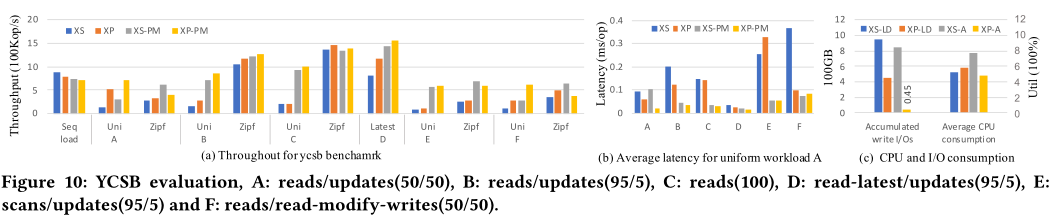 XS XP XS-PM XP-PM
Throughput (100Kop/s)
20
15
10
5
0
Seq load Uni Zipf Uni Zipf Uni Zipf Latest Uni Zipf Uni Zipf
A B C D E F
(a) Throughout for ycsb benchamrk
XS XP XS-PM XP-PM
Latency (ms/op)
0.4
0.3
0.2
0.1
0
A B C D E F
(b) Average latency for uniform workload A
XS-LD XP-LD XS-A XP-A
100GB
12
10
8
6
4
2
0
0.45
12
10
8
6
4
2
0
Util (100%)
Accumulated write I/Os
Average CPU consumption
(c) CPU and I/O consumption
Figure 10: YCSB evaluation, A: reads/updates(50/50), B: reads/updates(95/5), C: reads(100), D: read-latest/updates(95/5), E:
scans/updates(95/5) and F: reads/read-modify-writes(50/50).